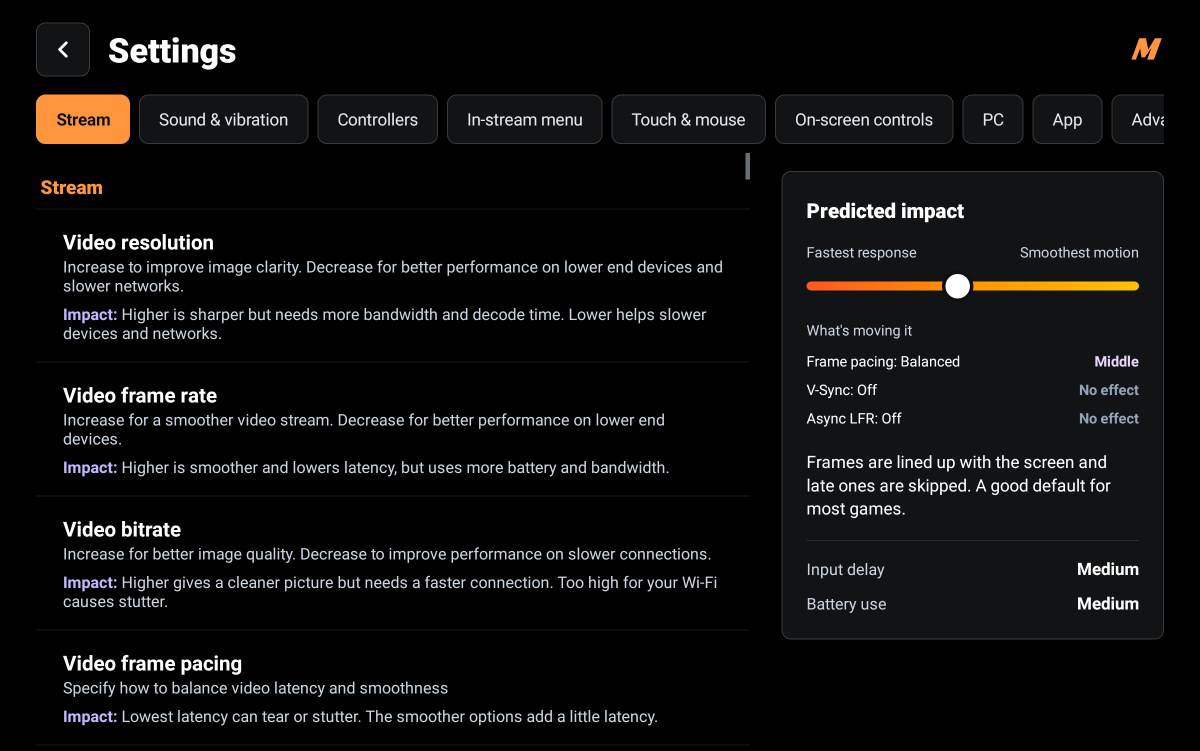 Settings
M
Stream
Sound & vibration
Controllers
In-stream menu
Touch & mouse
On-screen controls
PC
App
Adva
Stream
Video resolution
Increase to improve image clarity. Decrease for better performance on lower end devices and
slower networks.
Impact: Higher is sharper but needs more bandwidth and decode time. Lower helps slower
devices and networks.
Video frame rate
Increase for a smoother video stream. Decrease for better performance on lower end
devices.
Impact: Higher is smoother and lowers latency, but uses more battery and bandwidth.
Video bitrate
Increase for better image quality. Decrease to improve performance on slower connections.
Impact: Higher gives a cleaner picture but needs a faster connection. Too high for your Wi-Fi
causes stutter.
Video frame pacing
Specify how to balance video latency and smoothness
Impact: Lowest latency can tear or stutter. The smoother options add a little latency.
Predicted impact
Fastest response
Smoothest motion
What's moving it
Frame pacing: Balanced
Middle
V-Sync: Off
No effect
Async LFR: Off
No effect
Frames are lined up with the screen and
late ones are skipped. A good default for
most games.
Input delay
Medium
Battery use
Medium